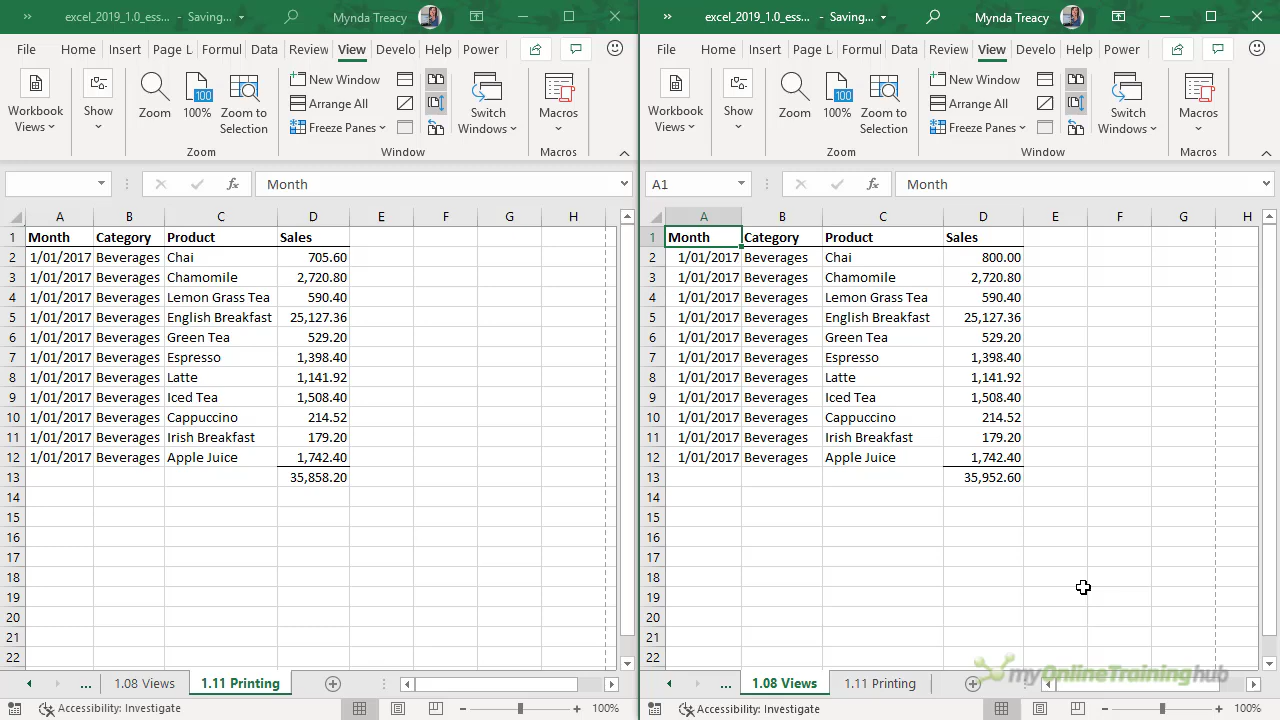 excel_2019_1.0_ess... - Saving...
Mynda Treacy
File Home Insert Page L Formul Data Review View Develo Help Power
Workbook Views
Show
Zoom
100
100%
Zoom to Selection
New Window
Arrange All
Freeze Panes
Switch Windows
Macros
Zoom Window Macros
fx Month
A B C D E F G H
1 Month Category Product Sales
2 1/01/2017 Beverages Chai 705.60
3 1/01/2017 Beverages Chamomile 2,720.80
4 1/01/2017 Beverages Lemon Grass Tea 590.40
5 1/01/2017 Beverages English Breakfast 25,127.36
6 1/01/2017 Beverages Green Tea 529.20
7 1/01/2017 Beverages Espresso 1,398.40
8 1/01/2017 Beverages Latte 1,141.92
9 1/01/2017 Beverages Iced Tea 1,508.40
10 1/01/2017 Beverages Cappuccino 214.52
11 1/01/2017 Beverages Irish Breakfast 179.20
12 1/01/2017 Beverages Apple Juice 1,742.40
13 35,858.20
14
15
16
17
18
19
20
21
22
... 1.08 Views 1.11 Printing
Accessibility: Investigate 100%
excel_2019_1.0_ess... - Saving...
Mynda Treacy
File Home Insert Page L Formul Data Review View Develo Help Power
Workbook Views
Show
Zoom
100
100%
Zoom to Selection
New Window
Arrange All
Freeze Panes
Switch Windows
Macros
Zoom Window Macros
A1 fx Month
A B C D E F G H
1 Month Category Product Sales
2 1/01/2017 Beverages Chai 800.00
3 1/01/2017 Beverages Chamomile 2,720.80
4 1/01/2017 Beverages Lemon Grass Tea 590.40
5 1/01/2017 Beverages English Breakfast 25,127.36
6 1/01/2017 Beverages Green Tea 529.20
7 1/01/2017 Beverages Espresso 1,398.40
8 1/01/2017 Beverages Latte 1,141.92
9 1/01/2017 Beverages Iced Tea 1,508.40
10 1/01/2017 Beverages Cappuccino 214.52
11 1/01/2017 Beverages Irish Breakfast 179.20
12 1/01/2017 Beverages Apple Juice 1,742.40
13 35,952.60
14
15
16
17
18
19
20
21
22
... 1.08 Views 1.11 Printing
myOnlineTraininghub
Accessibility: Investigate 100%